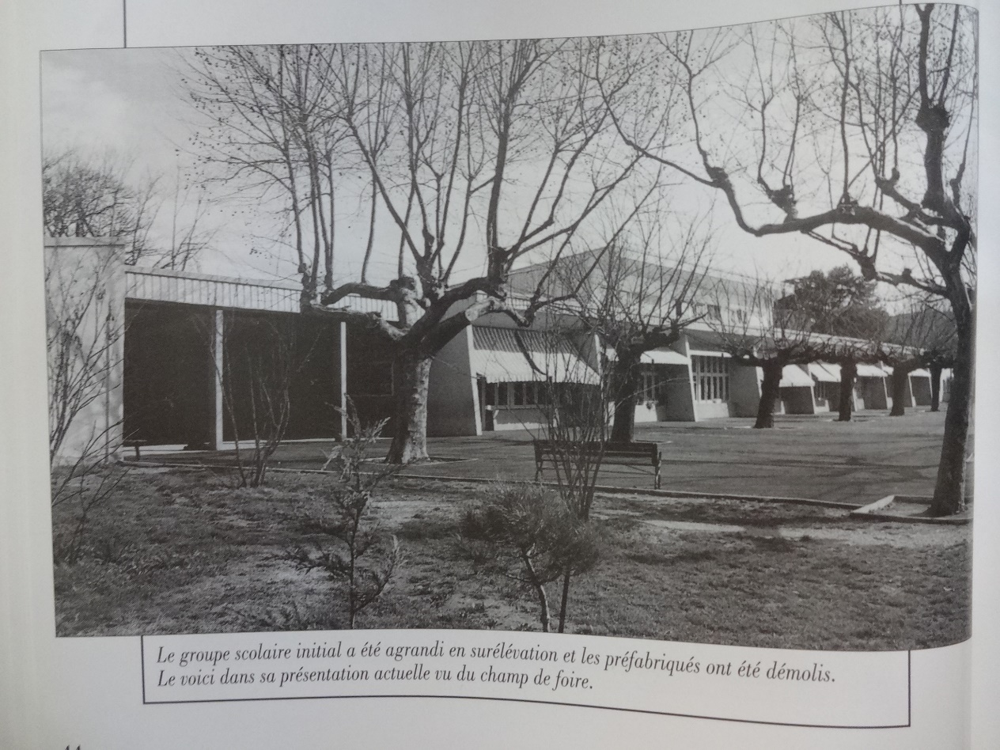 Le groupe scolaire initial a été agrandi en surélévation et les préfabriqués ont été démolis.
Le voici dans sa présentation actuelle vu du champ de foire.